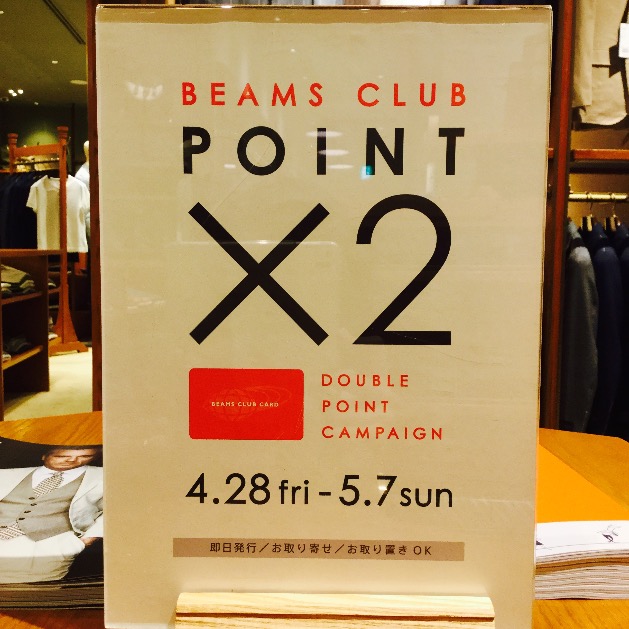 BEAMS CLUB
POINT
×2
BEAMS CLUB CARD
DOUBLE
POINT
CAMPAIGN
4.28 fri - 5.7 sun
即日発行／お取り寄せ／お取り置きOK